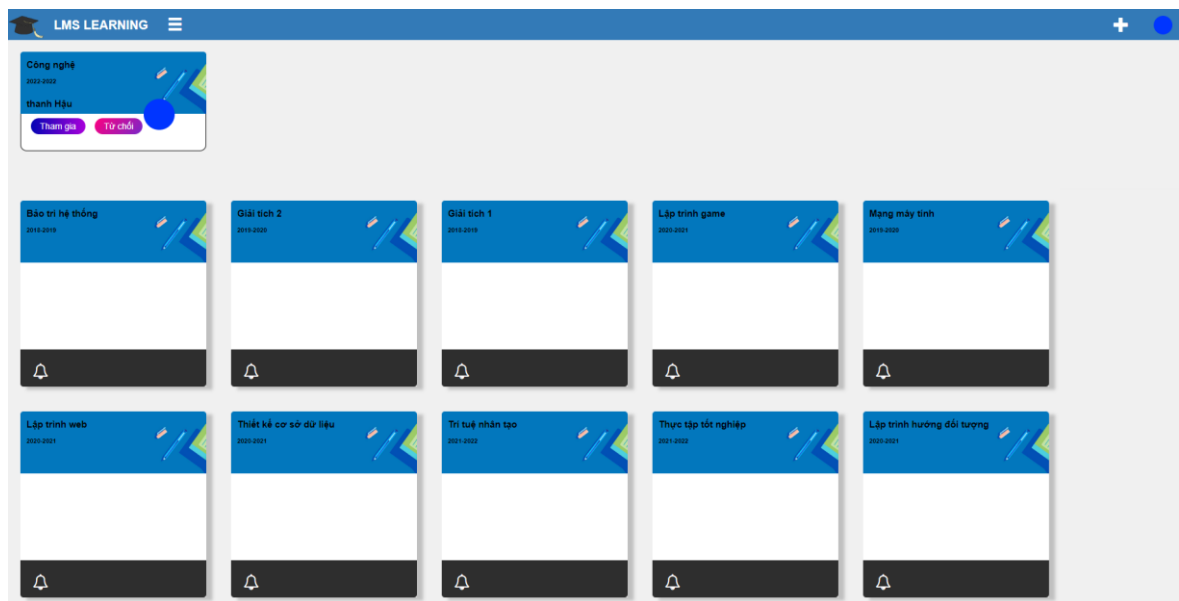 LMS LEARNING
Công nghệ
2022-2022
thanh Hậu
Tham gia Từ chối
Bảo trì hệ thống
2018-2019
Giải tích 2
2019-2020
Giải tích 1
2018-2019
Lập trình game
2020-2021
Mạng máy tính
2019-2020
Lập trình web
2020-2021
Thiết kế cơ sở dữ liệu
2020-2021
Trí tuệ nhân tạo
2021-2022
Thực tập tốt nghiệp
2021-2022
Lập trình hướng đối tượng
2020-2021